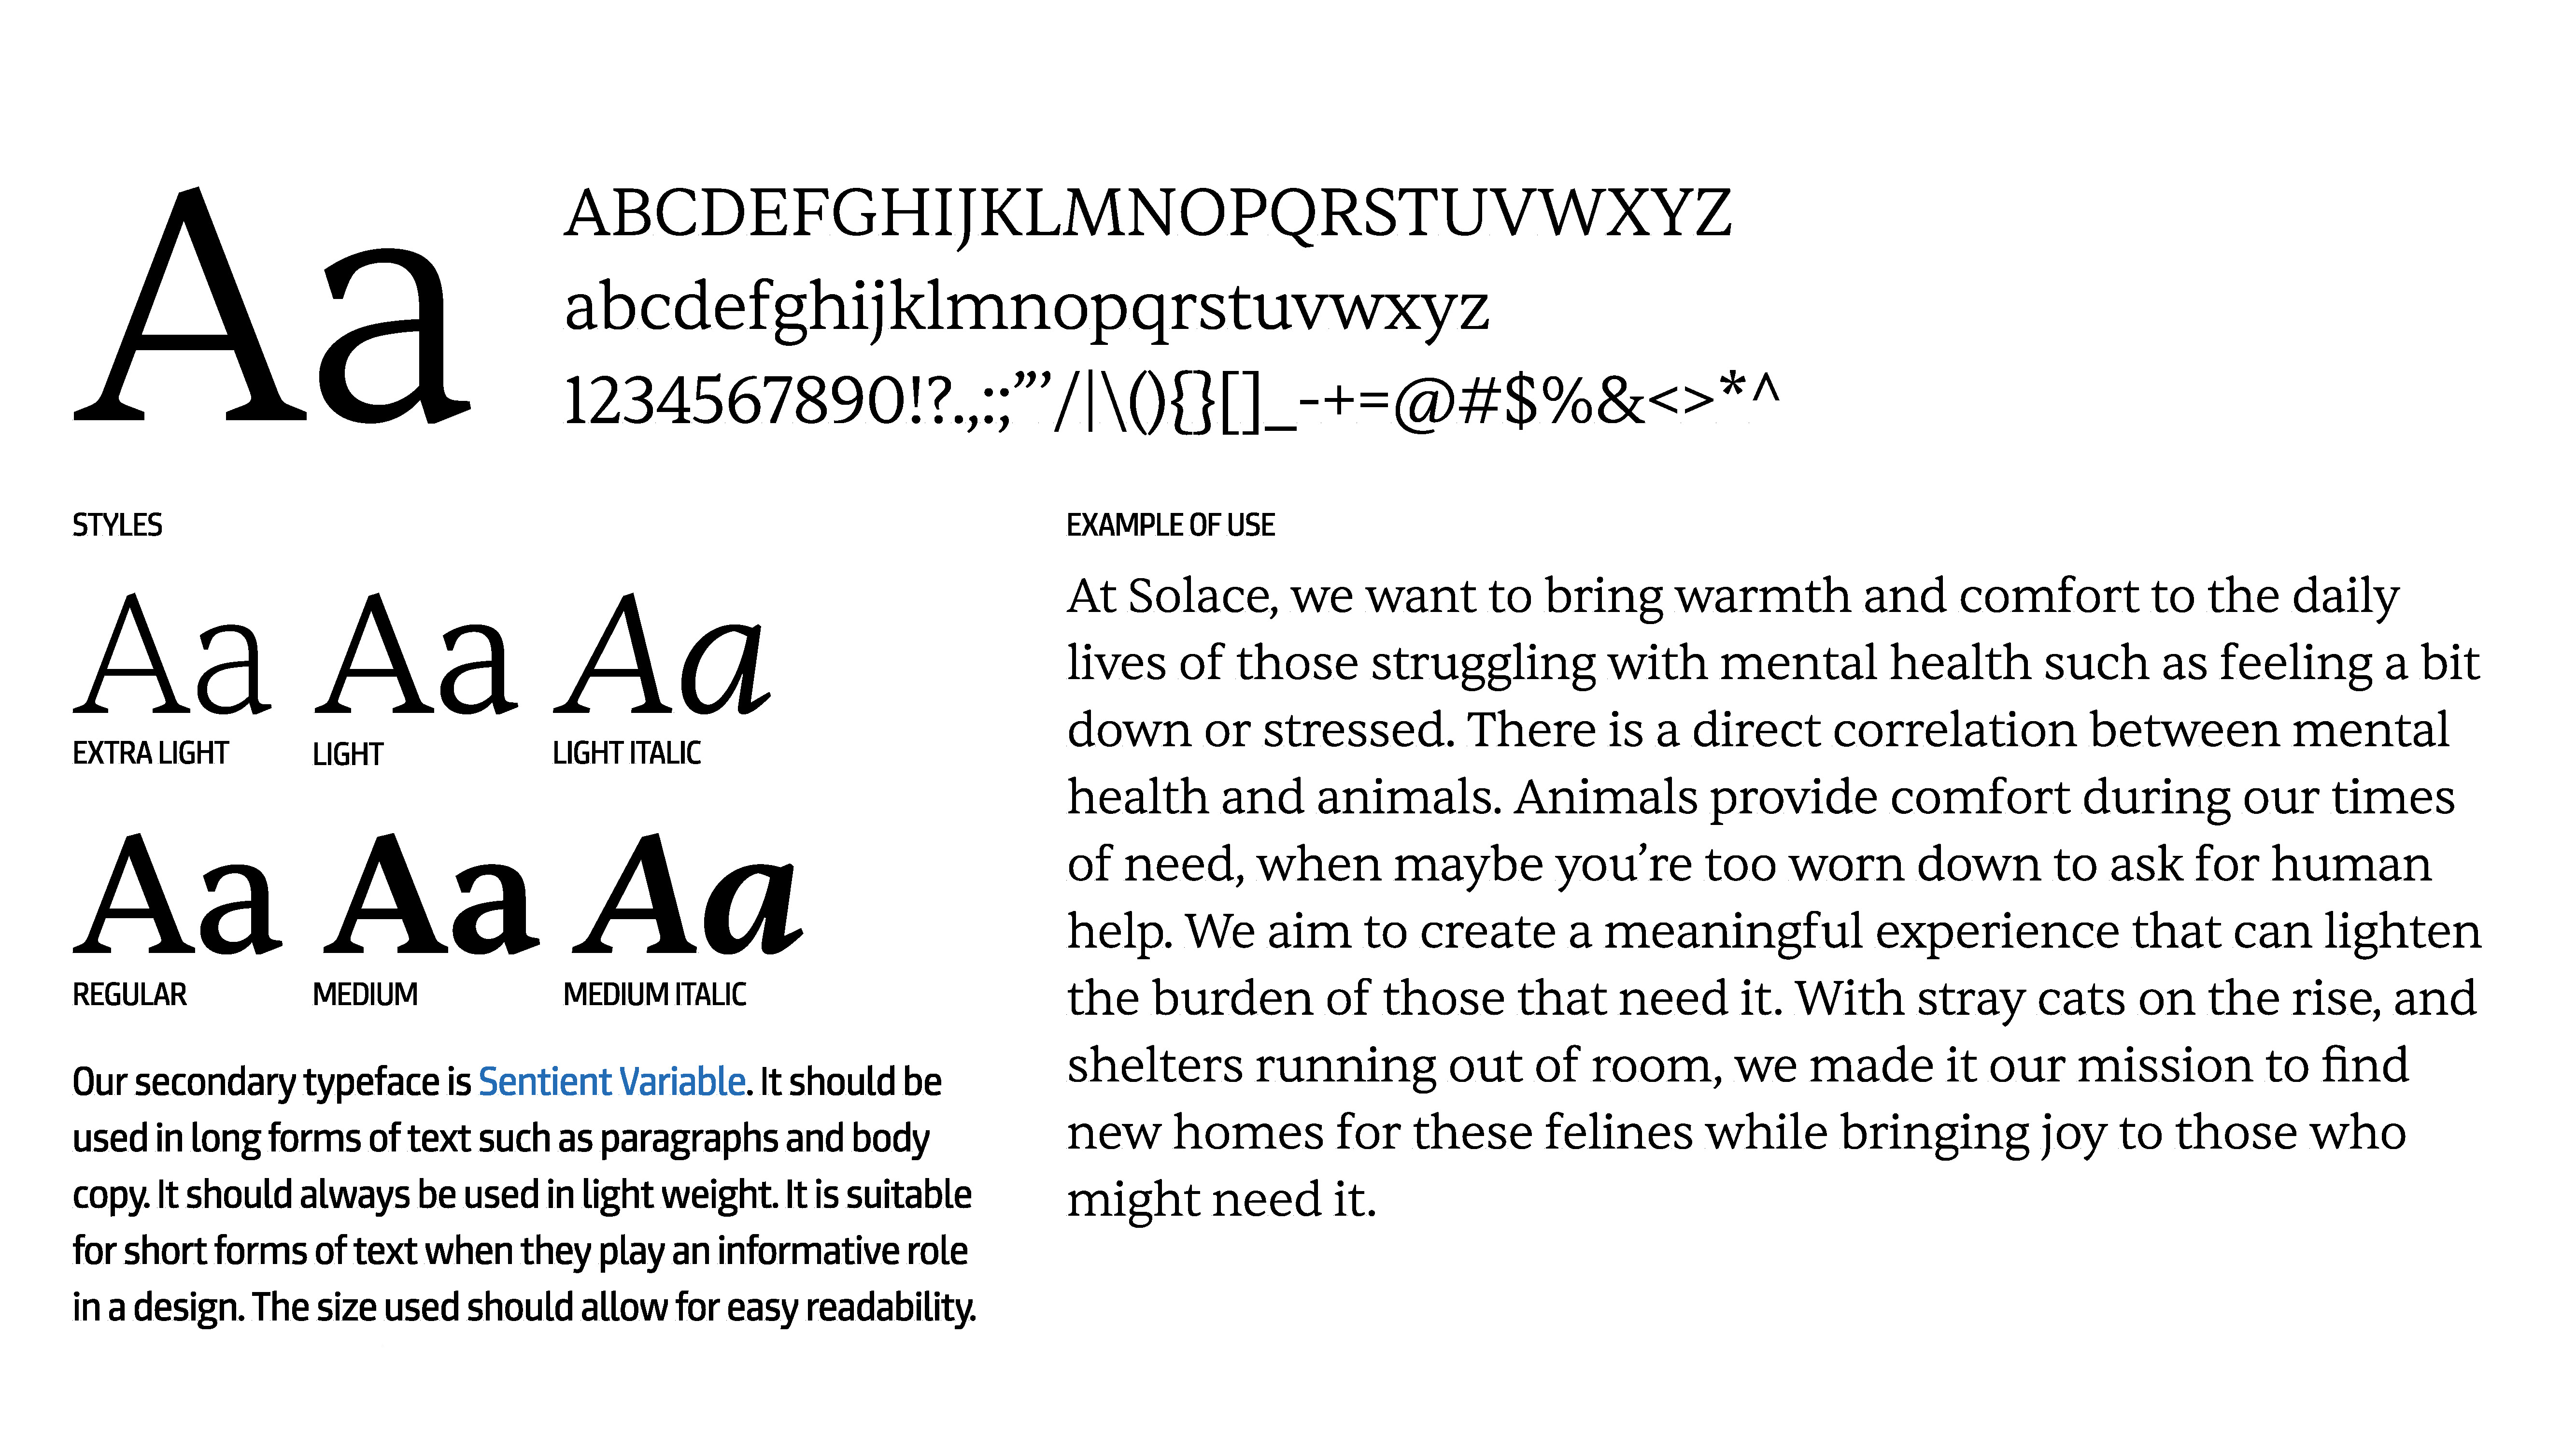 Aa
ABCDEFGHIJKLMNOPQRSTUVWXYZ
abcdefghijklmnopqrstuvwxyz
1234567890!?.,:;”’/|\(){}[]_-+=@#$%&<>*^
STYLES
Aa Aa Aa
EXTRA LIGHT LIGHT LIGHT ITALIC
Aa Aa Aa
REGULAR MEDIUM MEDIUM ITALIC
Our secondary typeface is Sentient Variable. It should be
used in long forms of text such as paragraphs and body
copy. It should always be used in light weight. It is suitable
for short forms of text when they play an informative role
in a design. The size used should allow for easy readability.
EXAMPLE OF USE
At Solace, we want to bring warmth and comfort to the daily
lives of those struggling with mental health such as feeling a bit
down or stressed. There is a direct correlation between mental
health and animals. Animals provide comfort during our times
of need, when maybe you’re too worn down to ask for human
help. We aim to create a meaningful experience that can lighten
the burden of those that need it. With stray cats on the rise, and
shelters running out of room, we made it our mission to find
new homes for these felines while bringing joy to those who
might need it.